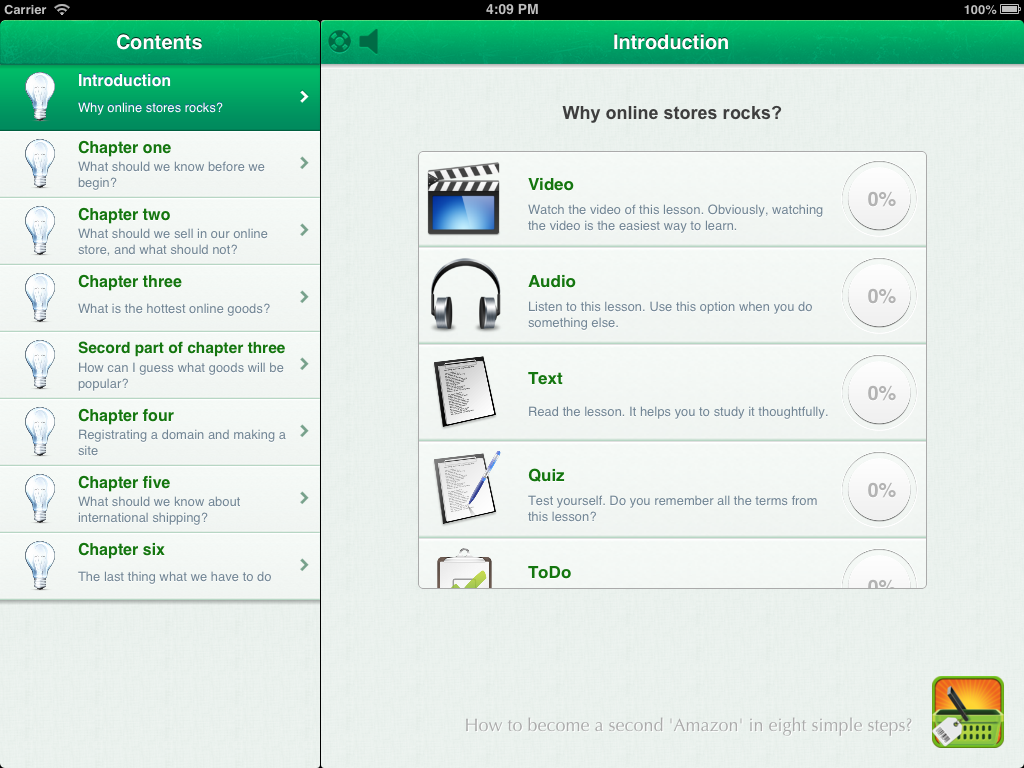 Carrier
4:09 PM
100%
Contents
Introduction
Why online stores rocks?
Chapter one
What should we know before we
begin?
Chapter two
What should we sell in our online
store, and what should not?
Chapter three
What is the hottest online goods?
Secord part of chapter three
How can I guess what goods will be
popular?
Chapter four
Registrating a domain and making a
site
Chapter five
What should we know about
international shipping?
Chapter six
The last thing what we have to do
Introduction
Why online stores rocks?
Video
Watch the video of this lesson. Obviously, watching
the video is the easiest way to learn.
0%
Audio
Listen to this lesson. Use this option when you do
something else.
0%
Text
Read the lesson. It helps you to study it thoughtfully.
0%
Quiz
Test yourself. Do you remember all the terms from
this lesson?
0%
ToDo
0%
How to become a second 'Amazon' in eight simple steps?